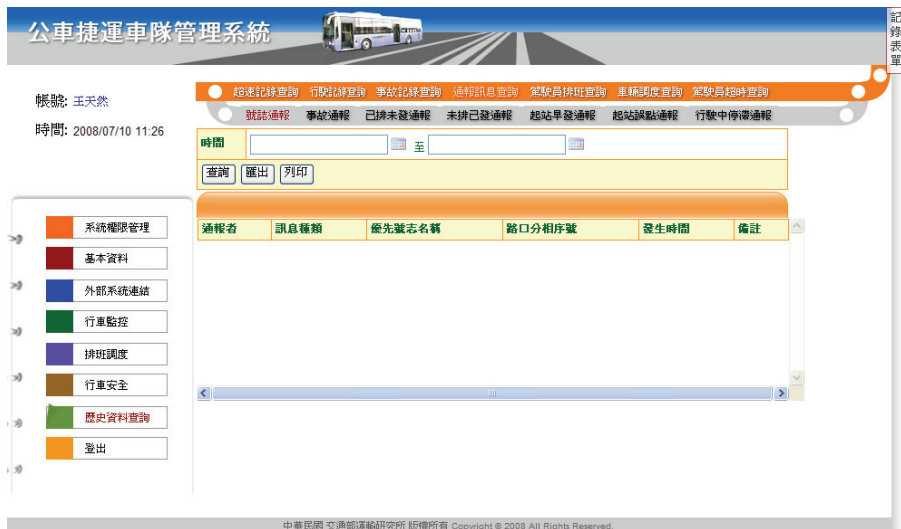 公車捷運車隊管理系統
記錄表單
帳號: 王天然
時間: 2008/07/10 11:26
超速記錄查詢 行駛記錄查詢 事故記錄查詢 通報訊息查詢 駕駛員排班查詢 車輛調度查詢 駕駛員超時查詢
號誌通報 事故通報 已排未發通報 未排已發通報 起站早發通報 起站誤點通報 行駛中停滯通報
時間 至
查詢 匯出 列印
通報者 訊息種類 優先號志名稱 路口分相序號 發生時間 備註
系統權限管理
基本資料
外部系統連結
行車監控
排班調度
行車安全
歷史資料查詢
登出
中華民國 交通部運輸研究所 版權所有 Copyright © 2008 All Rights Reserved.